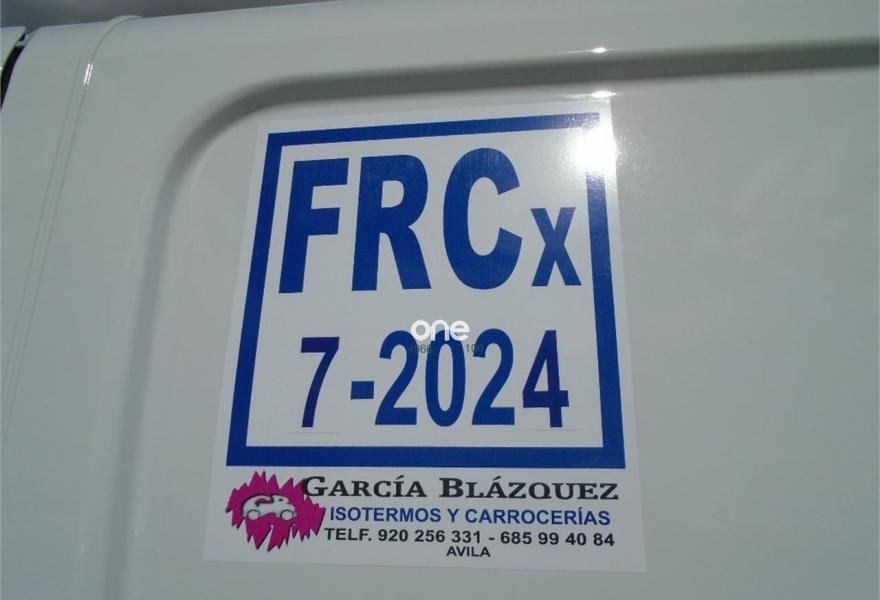 FRCx
one
7-2024
GARCÍA BLÁZQUEZ
ISOTERMOS Y CARROCERÍAS
TELF. 920 256 331 - 685 99 40 84
AVILA